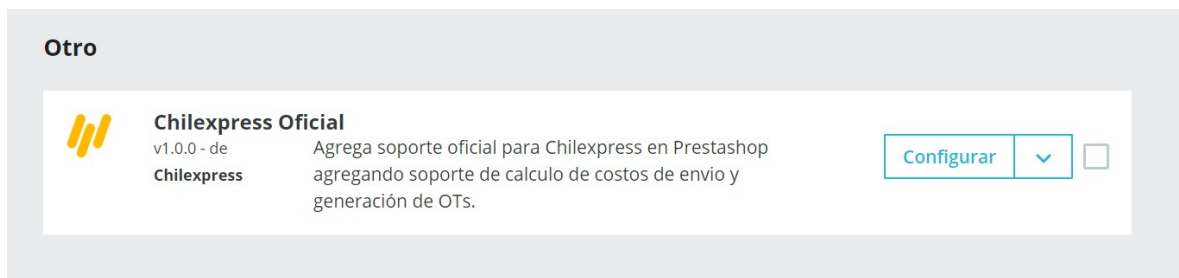 Otro
Chilexpress Oficial
v1.0.0 - de
Chilexpress
Agrega soporte oficial para Chilexpress en Prestashop
agregando soporte de calculo de costos de envio y
generación de OTs.
Configurar